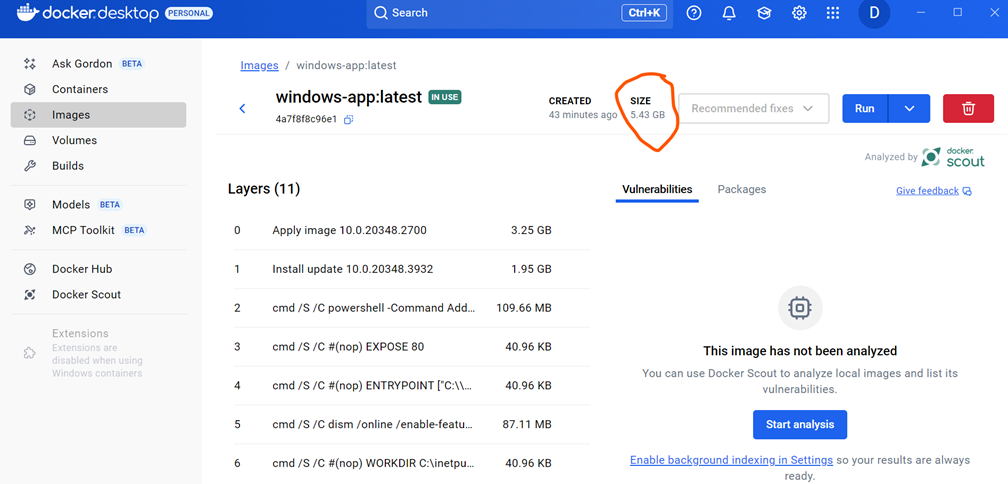 docker.desktop PERSONAL
Search Ctrl+K
D
Ask Gordon BETA
Containers
Images
Volumes
Builds
Models BETA
MCP Toolkit BETA
Docker Hub
Docker Scout
Extensions
Extensions are
disabled when using
Windows containers
Images / windows-app:latest
windows-app:latest IN USE
4a7f8f8c96e1
CREATED
43 minutes ago
SIZE
5.43 GB
Recommended fixes
Run
Analyzed by docker scout
Layers (11)
0 Apply image 10.0.20348.2700 3.25 GB
1 Install update 10.0.20348.3932 1.95 GB
2 cmd /S /C powershell -Command Add... 109.66 MB
3 cmd /S /C #(nop) EXPOSE 80 40.96 KB
4 cmd /S /C #(nop) ENTRYPOINT ["C:\\... 40.96 KB
5 cmd /S /C dism /online /enable-featu... 87.11 MB
6 cmd /S /C #(nop) WORKDIR C:\inetpu... 40.96 KB
Vulnerabilities Packages Give feedback
This image has not been analyzed
You can use Docker Scout to analyze local images and list its
vulnerabilities.
Start analysis
Enable background indexing in Settings so your results are always
ready.